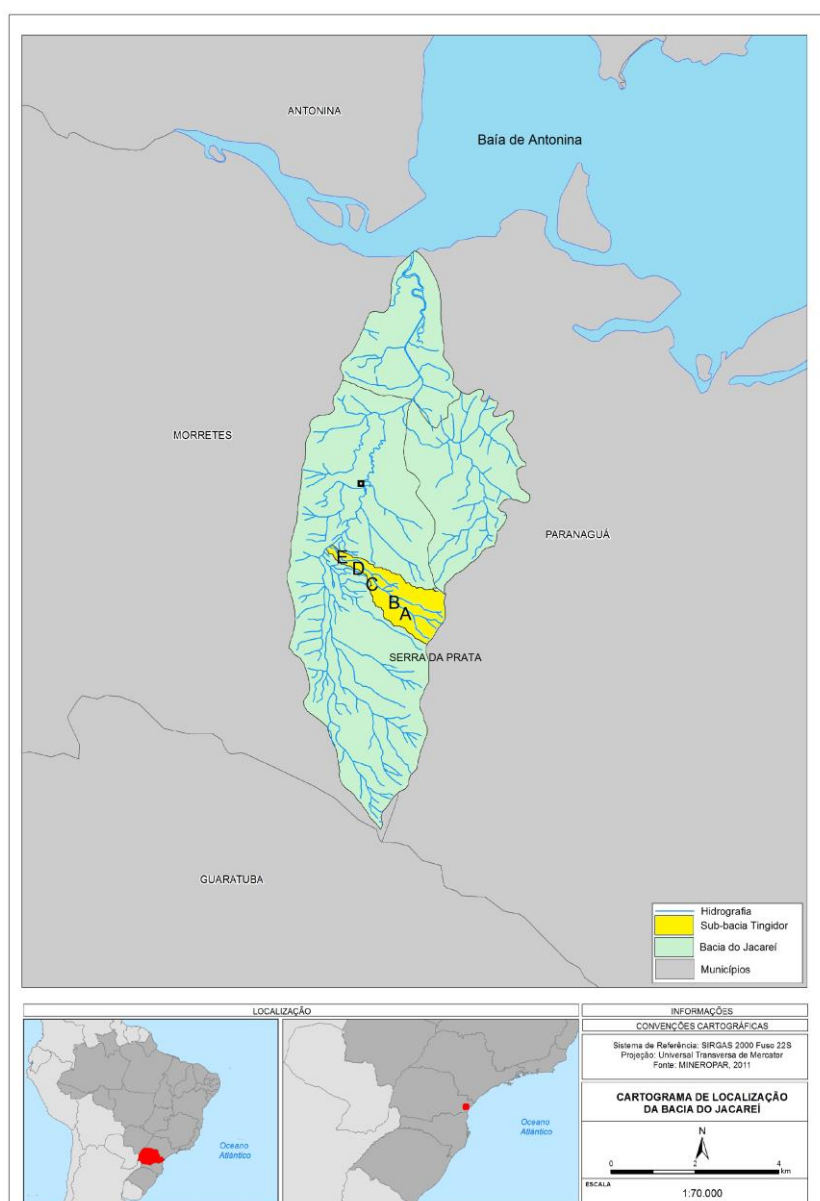 ANTONINA
Baía de Antonina
MORRETES
PARANAGUÁ
E
D
C
B
A
SERRA DA PRATA
GUARATUBA
Hidrografia
Sub-bacia Tingidor
Bacia do Jacareí
Municípios
LOCALIZAÇÃO
Oceano
Atlântico
Oceano
Atlântico
INFORMAÇÕES
CONVENÇÕES CARTOGRÁFICAS
Sistema de Referência: SIRGAS 2000 Fuso 22S
Projeção: Universal Transversa de Mercator
Fonte: MINEROPAR, 2011
CARTOGRAMA DE LOCALIZAÇÃO
DA BACIA DO JACAREÍ
N
0 2 4
km
ESCALA
1:70.000